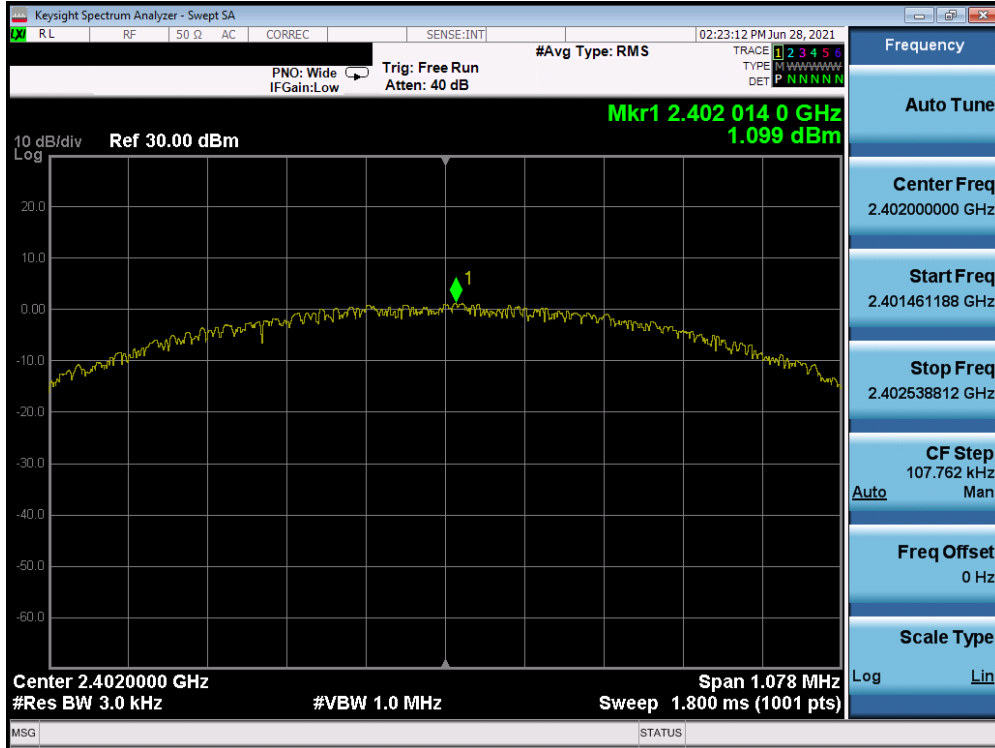 Keysight Spectrum Analyzer - Swept SA
LXI RL RF 50 Ω AC CORREC SENSE:INT 02:23:12 PM Jun 28, 2021
#Avg Type: RMS
TRACE 1 2 3 4 5 6
PNO: Wide Trig: Free Run
TYPE M WWWWW
IFGain:Low Atten: 40 dB
DET P N N N N N
Mkr1 2.402 014 0 GHz
1.099 dBm
10 dB/div Ref 30.00 dBm
Log
20.0
1
10.0
0.00
-10.0
-20.0
-30.0
-40.0
-50.0
-60.0
Center 2.4020000 GHz Span 1.078 MHz
#Res BW 3.0 kHz #VBW 1.0 MHz Sweep 1.800 ms (1001 pts)
MSG STATUS
Frequency
Auto Tune
Center Freq
2.402000000 GHz
Start Freq
2.401461188 GHz
Stop Freq
2.402538812 GHz
CF Step
107.762 kHz
Auto Man
Freq Offset
0 Hz
Scale Type
Log Lin